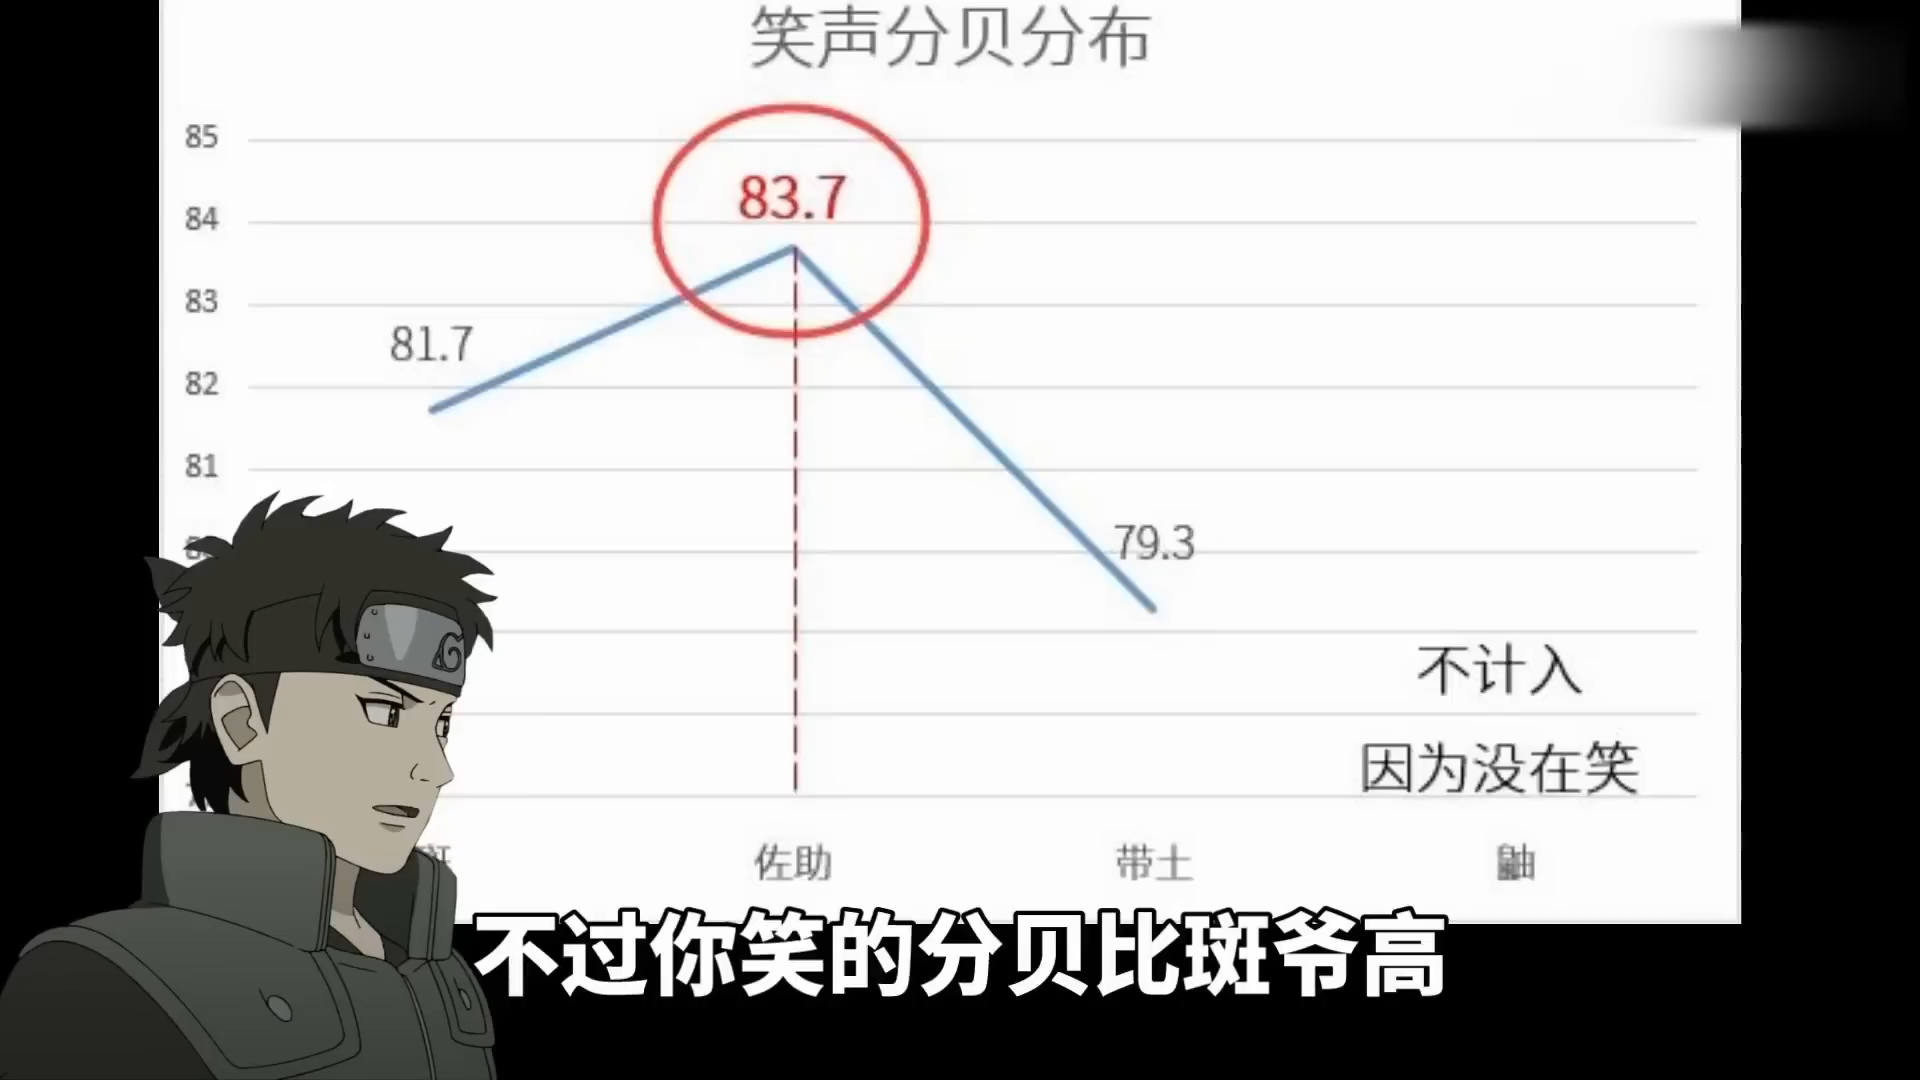 笑声分贝分布
85
84
83.7
83
81.7
82
81
79.3
不计入
因为没在笑
斑 佐助 带土 鼬
不过你笑的分贝比斑爷高